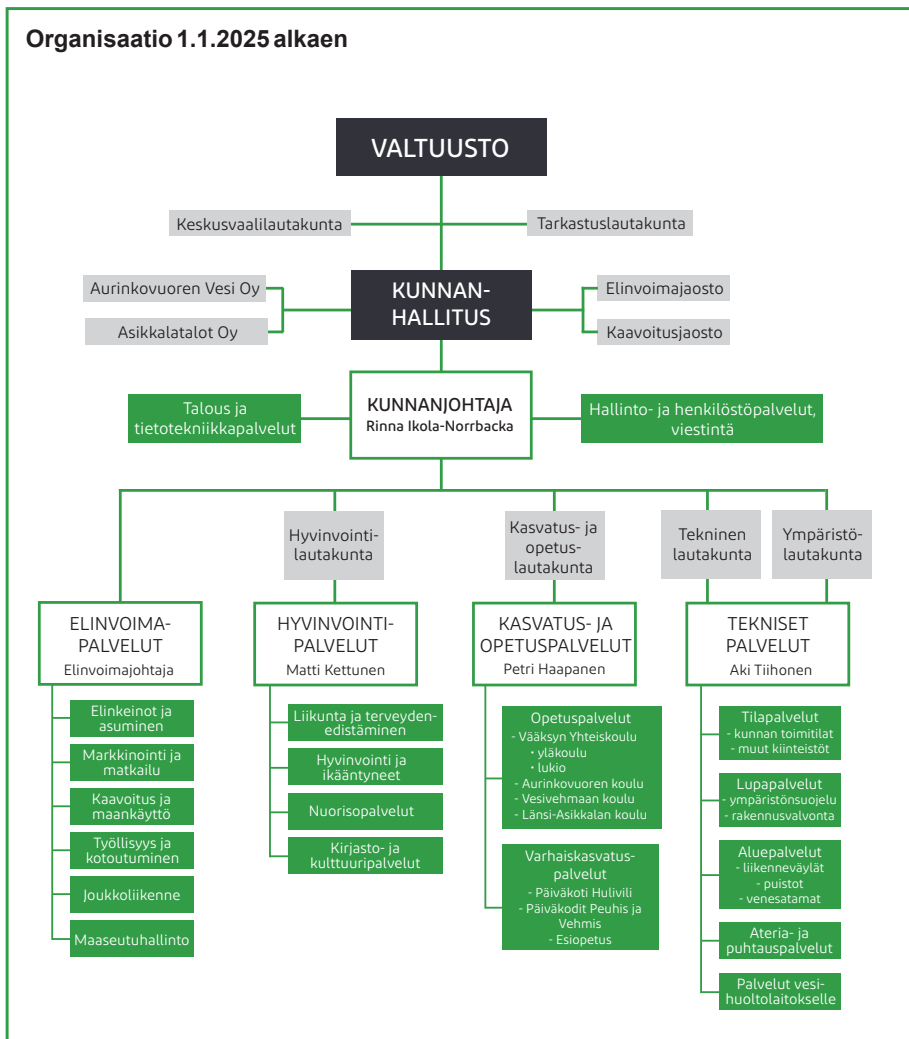 Organisaatio 1.1.2025 alkaen
VALTUUSTO
Keskusvaalilautakunta
Tarkastuslautakunta
Aurinkovuoren Vesi Oy
Asikkalatalot Oy
KUNNAN-
HALLITUS
Elinvoimajaosto
Kaavoitusjaosto
Talous ja
tietotekniikkapalvelut
KUNNANJOHTAJA
Rinna Ikola-Norrbacka
Hallinto- ja henkilöstöpalvelut,
viestintä
Hyvinvointi-
lautakunta
Kasvatus- ja
opetus-
lautakunta
Tekninen
lautakunta
Ympäristö-
lautakunta
ELINVOIMA-
PALVELUT
Elinvoimajohtaja
Elinkeinot ja
asuminen
Markkinointi ja
matkailu
Kaavoitus ja
maankäyttö
Työllisyys ja
kotoutuminen
Joukkoliikenne
Maaseutuhallinto
HYVINVOINTI-
PALVELUT
Matti Kettunen
Liikunta ja terveyden-
edistäminen
Hyvinvointi ja
ikääntyneet
Nuorisopalvelut
Kirjasto- ja
kulttuuripalvelut
KASVATUS- JA
OPETUSPALVELUT
Petri Haapanen
Opetuspalvelut
- Vääksyn Yhteiskoulu
• yläkoulu
• lukio
- Aurinkovuoren koulu
- Vesivehmaan koulu
- Länsi-Asikkalan koulu
Varhaiskasvatus-
palvelut
- Päiväkoti Hulivili
- Päiväkodit Peuhis ja
Vehmis
- Esiopetus
TEKNISET
PALVELUT
Aki Tiihonen
Tilapalvelut
- kunnan toimitilat
- muut kiinteistöt
Lupapalvelut
- ympäristönsuojelu
- rakennusvalvonta
Aluepalvelut
- liikenneväylät
- puistot
- venesatamat
Ateria- ja
puhtauspalvelut
Palvelut vesi-
huoltolaitokselle